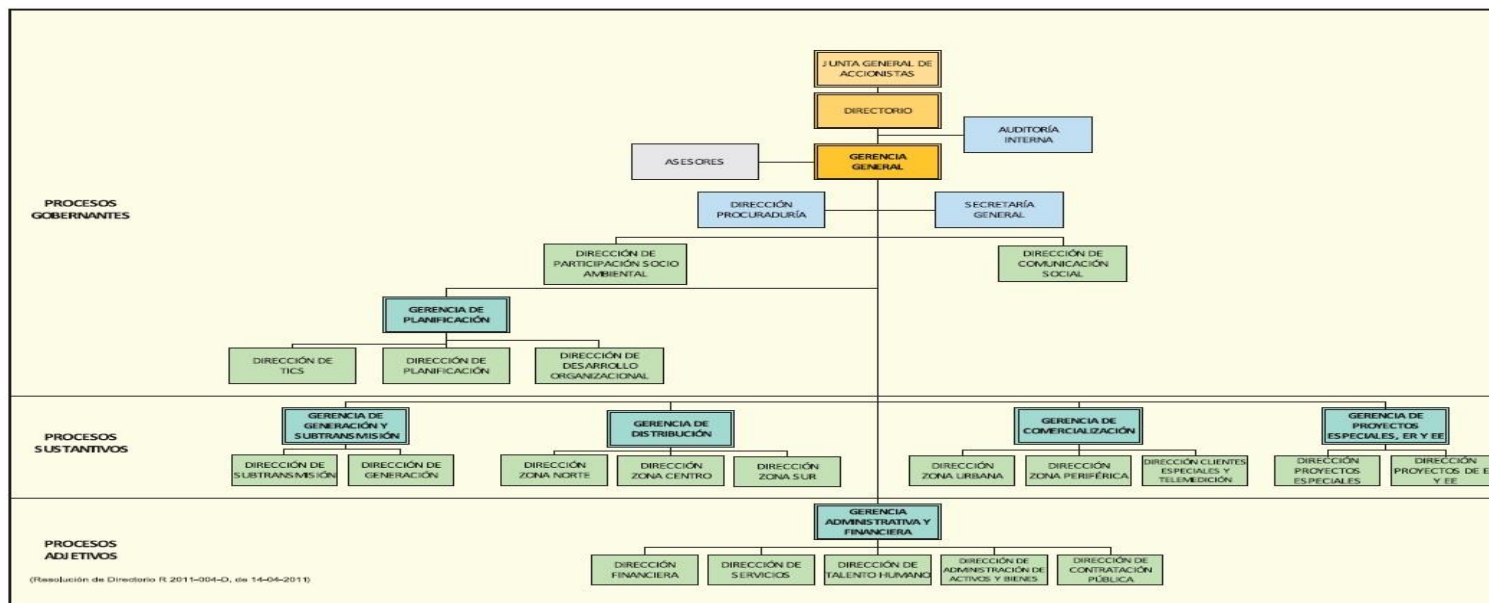 JUNTA GENERAL DE
ACCIONISTAS
DIRECTORIO
AUDITORÍA
INTERNA
ASESORES
GERENCIA
GENERAL
PROCESOS
GOBERNANTES
DIRECCIÓN
PROCURADURÍA
SECRETARÍA
GENERAL
DIRECCIÓN DE
PARTICIPACIÓN SOCIO
AMBIENTAL
DIRECCIÓN DE
COMUNICACIÓN
SOCIAL
GERENCIA DE
PLANIFICACIÓN
DIRECCIÓN DE
TICS
DIRECCIÓN DE
PLANIFICACIÓN
DIRECCIÓN DE
DESARROLLO
ORGANIZACIONAL
PROCESOS
SUSTANTIVOS
GERENCIA DE
GENERACIÓN Y
SUBTRANSMISIÓN
GERENCIA DE
DISTRIBUCIÓN
GERENCIA DE
COMERCIALIZACIÓN
GERENCIA DE
PROYECTOS
ESPECIALES, ER Y EE
DIRECCIÓN DE
SUBTRANSMISIÓN
DIRECCIÓN DE
GENERACIÓN
DIRECCIÓN
ZONA NORTE
DIRECCIÓN
ZONA CENTRO
DIRECCIÓN
ZONA SUR
DIRECCIÓN
ZONA URBANA
DIRECCIÓN
ZONA PERIFÉRICA
DIRECCIÓN CLIENTES
ESPECIALES Y
TELEMEDICIÓN
DIRECCIÓN
PROYECTOS
ESPECIALES
DIRECCIÓN
PROYECTOS DE E
Y EE
PROCESOS
ADJETIVOS
GERENCIA
ADMINISTRATIVA Y
FINANCIERA
DIRECCIÓN
FINANCIERA
DIRECCIÓN DE
SERVICIOS
DIRECCIÓN DE
TALENTO HUMANO
DIRECCIÓN DE
ADMINISTRACIÓN DE
ACTIVOS Y BIENES
DIRECCIÓN DE
CONTRATACIÓN
PÚBLICA
(Resolución de Directorio R 2011-004-D, de 14-04-2011)